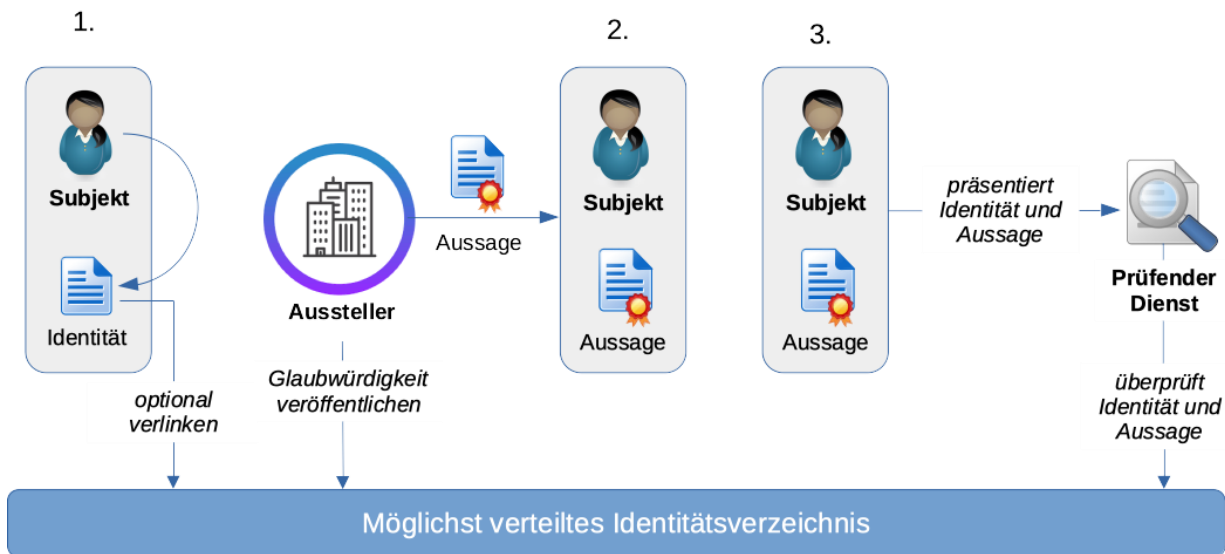 1.
Subjekt
Identität
optional
verlinken
Aussteller
Glaubwürdigkeit
veröffentlichen
Aussage
2.
Subjekt
Aussage
3.
Subjekt
Aussage
präsentiert
Identität und
Aussage
Prüfender
Dienst
überprüft
Identität und
Aussage
Möglichst verteiltes Identitätsverzeichnis